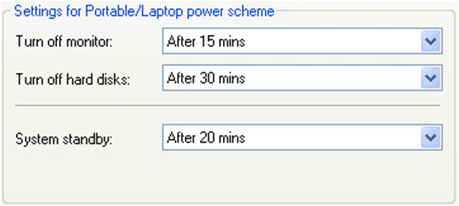 Settings for Portable/Laptop power scheme
Turn off monitor: After 15 mins
Turn off hard disks: After 30 mins
System standby: After 20 mins